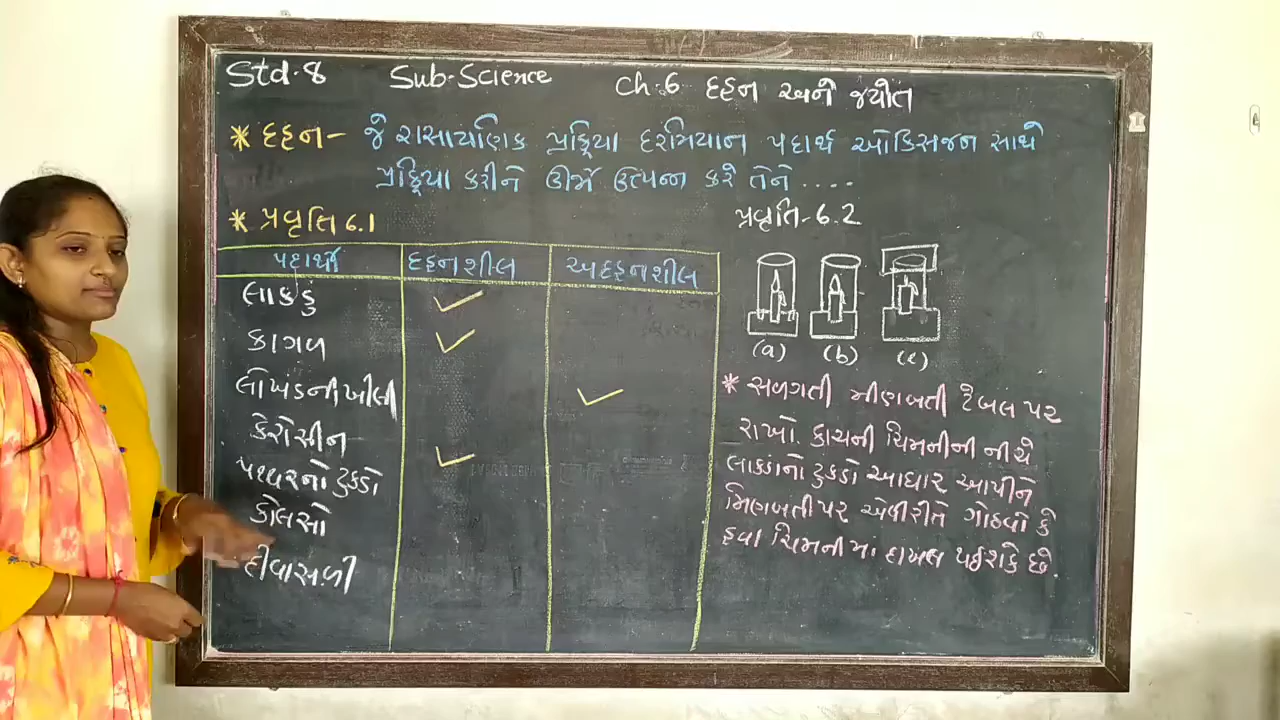 Std.8 Sub-Science Ch.6 દહન અને જ્યોત
* દહન- જે રાસાયણિક પ્રક્રિયા દરમિયાન પદાર્થ ઓક્સિજન સાથે
પ્રક્રિયા કરીને ઊર્જા ઉત્પન્ન કરે તેને ....
* પ્રવૃતિ 6.1
પદાર્થો દહનશીલ અદહનશીલ
લાકડું ✓
કાગળ ✓
લોખંડની ખીલી ✓
કેરોસીન ✓
પથ્થરનો ટુકડો
કોલસો
દીવાસળી
પ્રવૃતિ-6.2
(a) (b) (c)
* સળગતી મીણબતી ટેબલ પર
રાખો. કાચની ચિમનીની નીચે
લાકડાનો ટુકડો આધાર આપીને
મિણબતી પર એવી રીતે ગોઠવો કે
હવા ચિમનીમાં દાખલ થઈ શકે છે.